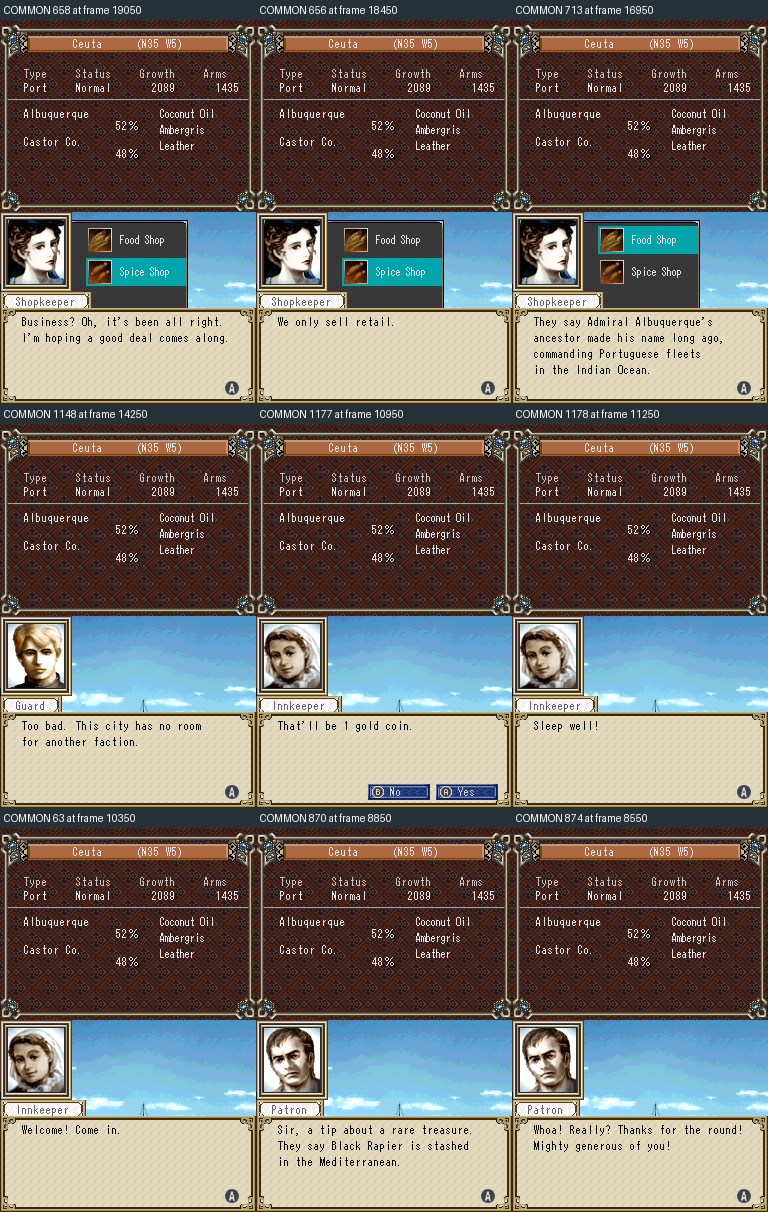 COMMON 658 at frame 19050
Ceuta (N35 W5)
Type Status Growth Arms
Port Normal 2089 1435
Albuquerque 52%
Castor Co. 48%
Coconut Oil
Ambergris
Leather
Food Shop
Spice Shop
Shopkeeper
Business? Oh, it's been all right.
I'm hoping a good deal comes along.
A
COMMON 656 at frame 18450
Ceuta (N35 W5)
Type Status Growth Arms
Port Normal 2089 1435
Albuquerque 52%
Castor Co. 48%
Coconut Oil
Ambergris
Leather
Food Shop
Spice Shop
Shopkeeper
We only sell retail.
A
COMMON 713 at frame 16950
Ceuta (N35 W5)
Type Status Growth Arms
Port Normal 2089 1435
Albuquerque 52%
Castor Co. 48%
Coconut Oil
Ambergris
Leather
Food Shop
Spice Shop
Shopkeeper
They say Admiral Albuquerque's
ancestor made his name long ago,
commanding Portuguese fleets
in the Indian Ocean.
A
COMMON 1148 at frame 14250
Ceuta (N35 W5)
Type Status Growth Arms
Port Normal 2089 1435
Albuquerque 52%
Castor Co. 48%
Coconut Oil
Ambergris
Leather
Guard
Too bad. This city has no room
for another faction.
A
COMMON 1177 at frame 10950
Ceuta (N35 W5)
Type Status Growth Arms
Port Normal 2089 1435
Albuquerque 52%
Castor Co. 48%
Coconut Oil
Ambergris
Leather
Innkeeper
That'll be 1 gold coin.
B No A Yes
COMMON 1178 at frame 11250
Ceuta (N35 W5)
Type Status Growth Arms
Port Normal 2089 1435
Albuquerque 52%
Castor Co. 48%
Coconut Oil
Ambergris
Leather
Innkeeper
Sleep well!
A
COMMON 63 at frame 10350
Ceuta (N35 W5)
Type Status Growth Arms
Port Normal 2089 1435
Albuquerque 52%
Castor Co. 48%
Coconut Oil
Ambergris
Leather
Innkeeper
Welcome! Come in.
A
COMMON 870 at frame 8850
Ceuta (N35 W5)
Type Status Growth Arms
Port Normal 2089 1435
Albuquerque 52%
Castor Co. 48%
Coconut Oil
Ambergris
Leather
Patron
Sir, a tip about a rare treasure.
They say Black Rapier is stashed
in the Mediterranean.
A
COMMON 874 at frame 8550
Ceuta (N35 W5)
Type Status Growth Arms
Port Normal 2089 1435
Albuquerque 52%
Castor Co. 48%
Coconut Oil
Ambergris
Leather
Patron
Whoa! Really? Thanks for the round!
Mighty generous of you!
A